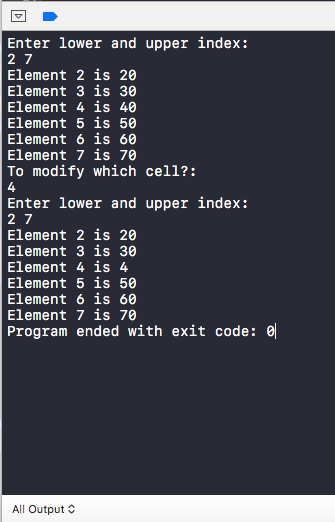 Enter lower and upper index:
2 7
Element 2 is 20
Element 3 is 30
Element 4 is 40
Element 5 is 50
Element 6 is 60
Element 7 is 70
To modify which cell?:
4
Enter lower and upper index:
2 7
Element 2 is 20
Element 3 is 30
Element 4 is 4
Element 5 is 50
Element 6 is 60
Element 7 is 70
Program ended with exit code: 0
All Output